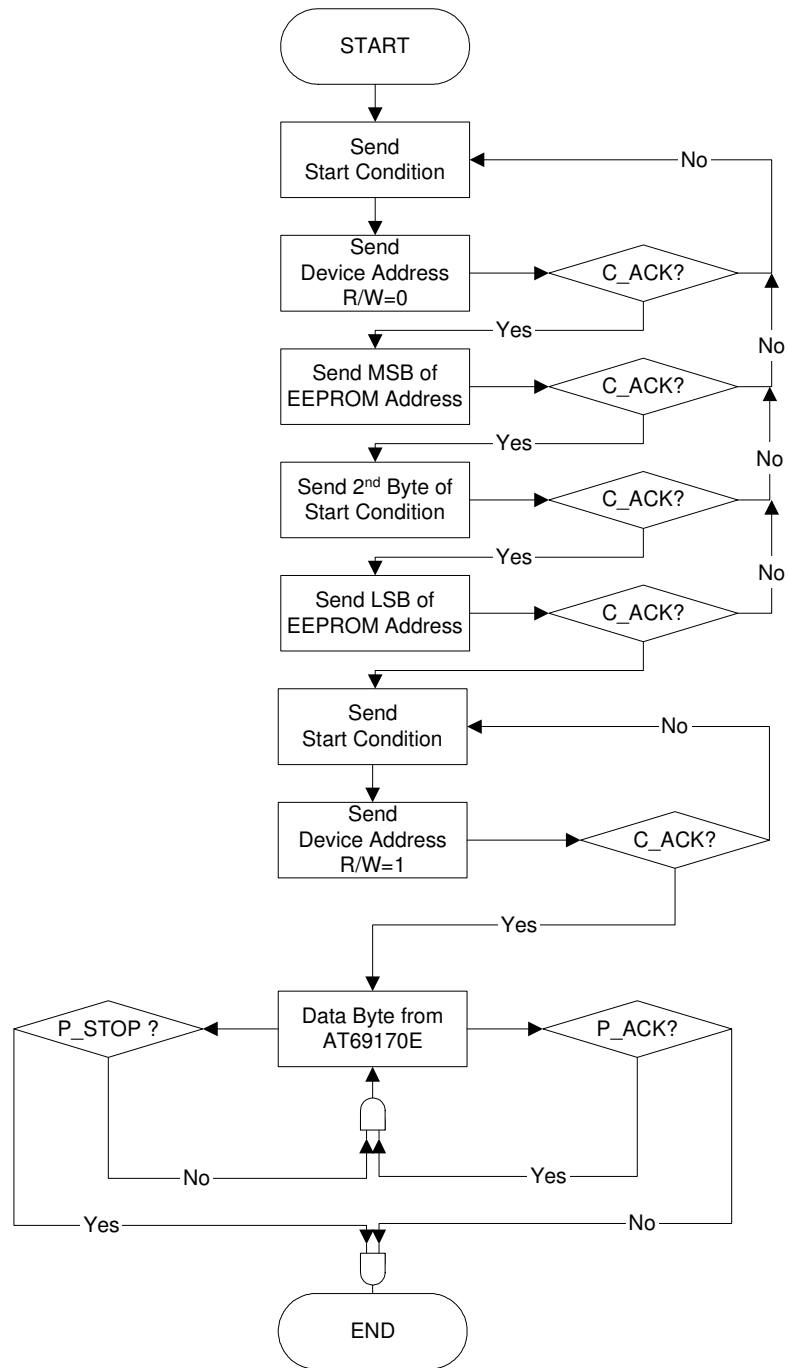 START
Send
Start Condition
No
Send
Device Address
R/W=0
C_ACK?
Yes
No
Send MSB of
EEPROM Address
C_ACK?
Yes
No
Send 2nd Byte of
Start Condition
C_ACK?
Yes
No
Send LSB of
EEPROM Address
C_ACK?
Send
Start Condition
No
Send
Device Address
R/W=1
C_ACK?
Yes
P_STOP ?
Data Byte from
AT69170E
P_ACK?
No
Yes
Yes
No
END